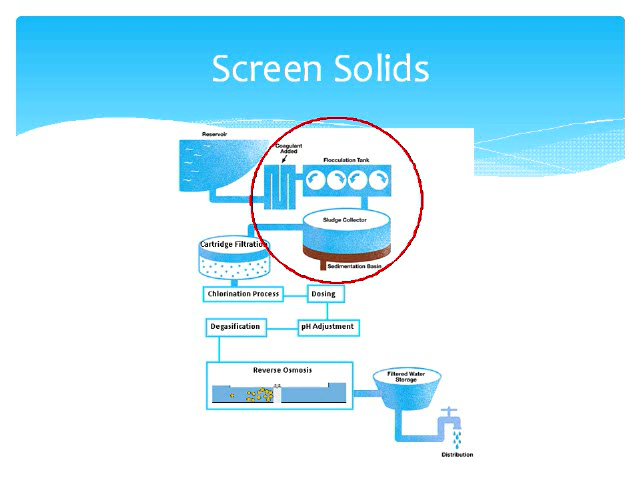 Screen Solids
Reservoir
Coagulant
Added
Flocculation Tank
Sludge Collector
Cartridge Filtration
Sedimentation Basin
Chlorination Process
Dosing
Degasification
pH Adjustment
Reverse Osmosis
Filtered Water
Storage
Distribution